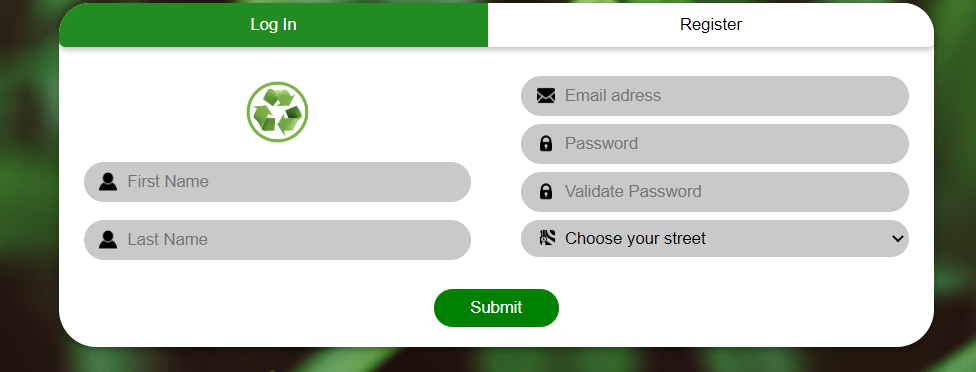 Log In
Register
First Name
Last Name
Email adress
Password
Validate Password
Choose your street
Submit